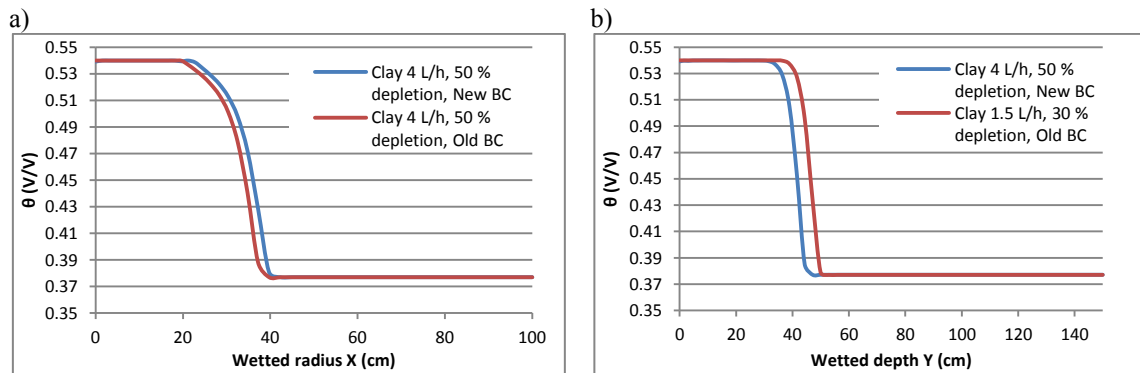 a)
0.55
0.53
0.51
0.49
0.47
0.45
0.43
0.41
0.39
0.37
0.35
θ (V/V)
0
20
40
60
80
100
Wetted radius X (cm)
Clay 4 L/h, 50 %
depletion, New BC
Clay 4 L/h, 50 %
depletion, Old BC
b)
0.55
0.53
0.51
0.49
0.47
0.45
0.43
0.41
0.39
0.37
0.35
θ (V/V)
0
20
40
60
80
100
120
140
Wetted depth Y (cm)
Clay 4 L/h, 50 %
depletion, New BC
Clay 1.5 L/h, 30 %
depletion, Old BC